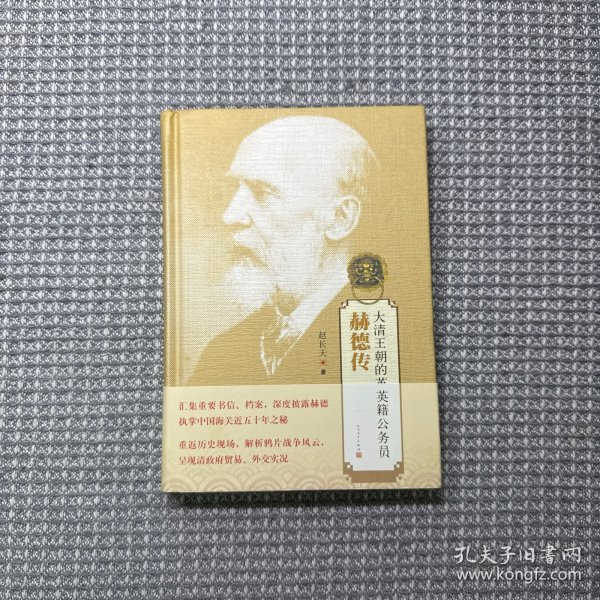 大清王朝的英
英籍公务员
赫德传
赵长天 著
汇集重要书信、档案，深度披露赫德
执掌中国海关近五十年之秘
重返历史现场，解析鸦片战争风云，
呈现清政府贸易、外交实况
孔夫子旧书网
www.kongfz.com